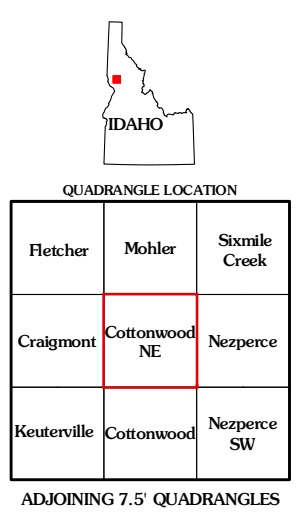 IDAHO
QUADRANGLE LOCATION
Fletcher
Mohler
Sixmile
Creek
Craigmont
Cottonwood
NE
Nezperce
Keuterville
Cottonwood
Nezperce
SW
ADJOINING 7.5' QUADRANGLES